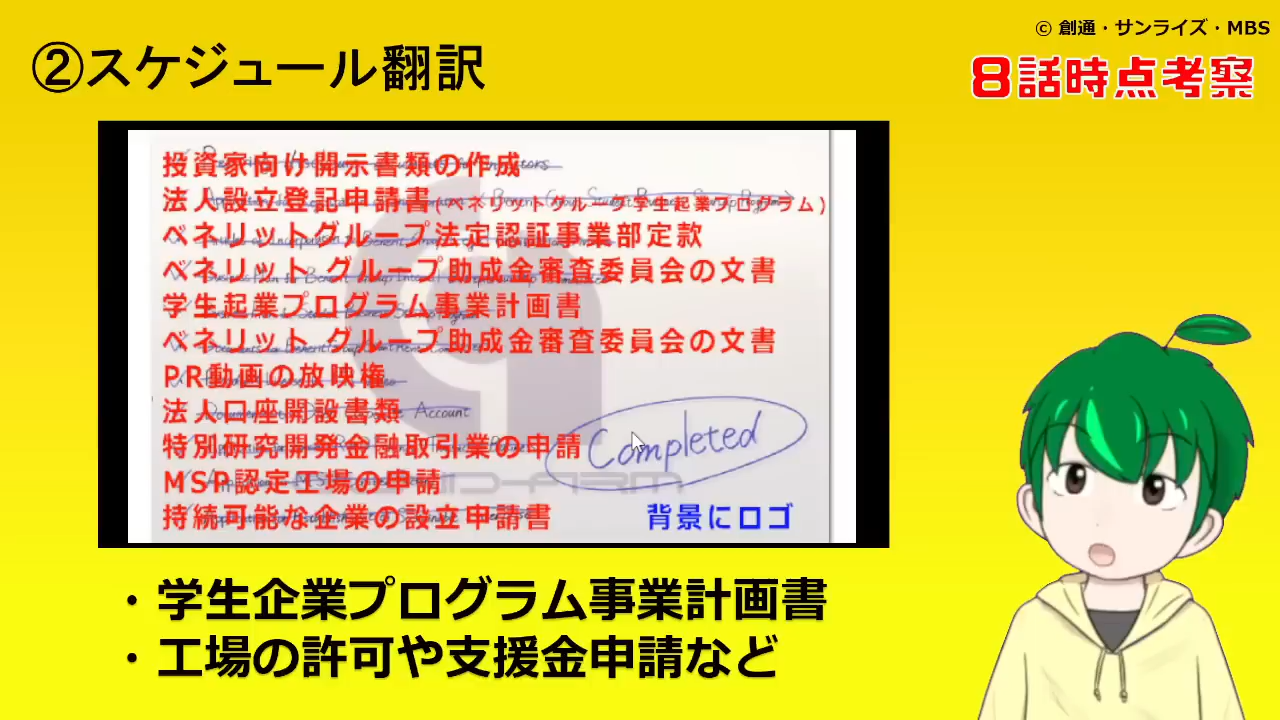 © 創通・サンライズ・MBS
②スケジュール翻訳
8話時点考察
投資家向け開示書類の作成
法人設立登記申請書(ベネリットグループ学生起業プログラム)
ベネリットグループ法定認証事業部定款
ベネリット グループ助成金審査委員会の文書
学生起業プログラム事業計画書
ベネリット グループ助成金審査委員会の文書
PR動画の放映権
法人口座開設書類 Account
特別研究開発金融取引業の申請
Completed
MSP認定工場の申請
持続可能な企業の設立申請書
背景にロゴ
・学生企業プログラム事業計画書
・工場の許可や支援金申請など